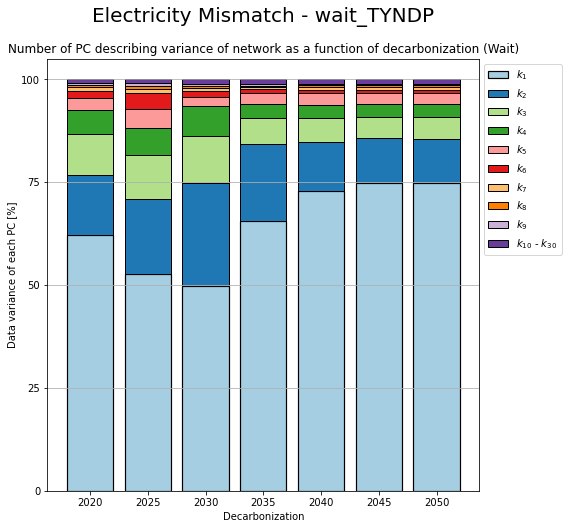 Electricity Mismatch - wait_TYNDP
Number of PC describing variance of network as a function of decarbonization (Wait)
Data variance of each PC [%]
100
75
50
25
0
2020 2025 2030 2035 2040 2045 2050
Decarbonization
k1
k2
k3
k4
k5
k6
k7
k8
k9
k10 - k30